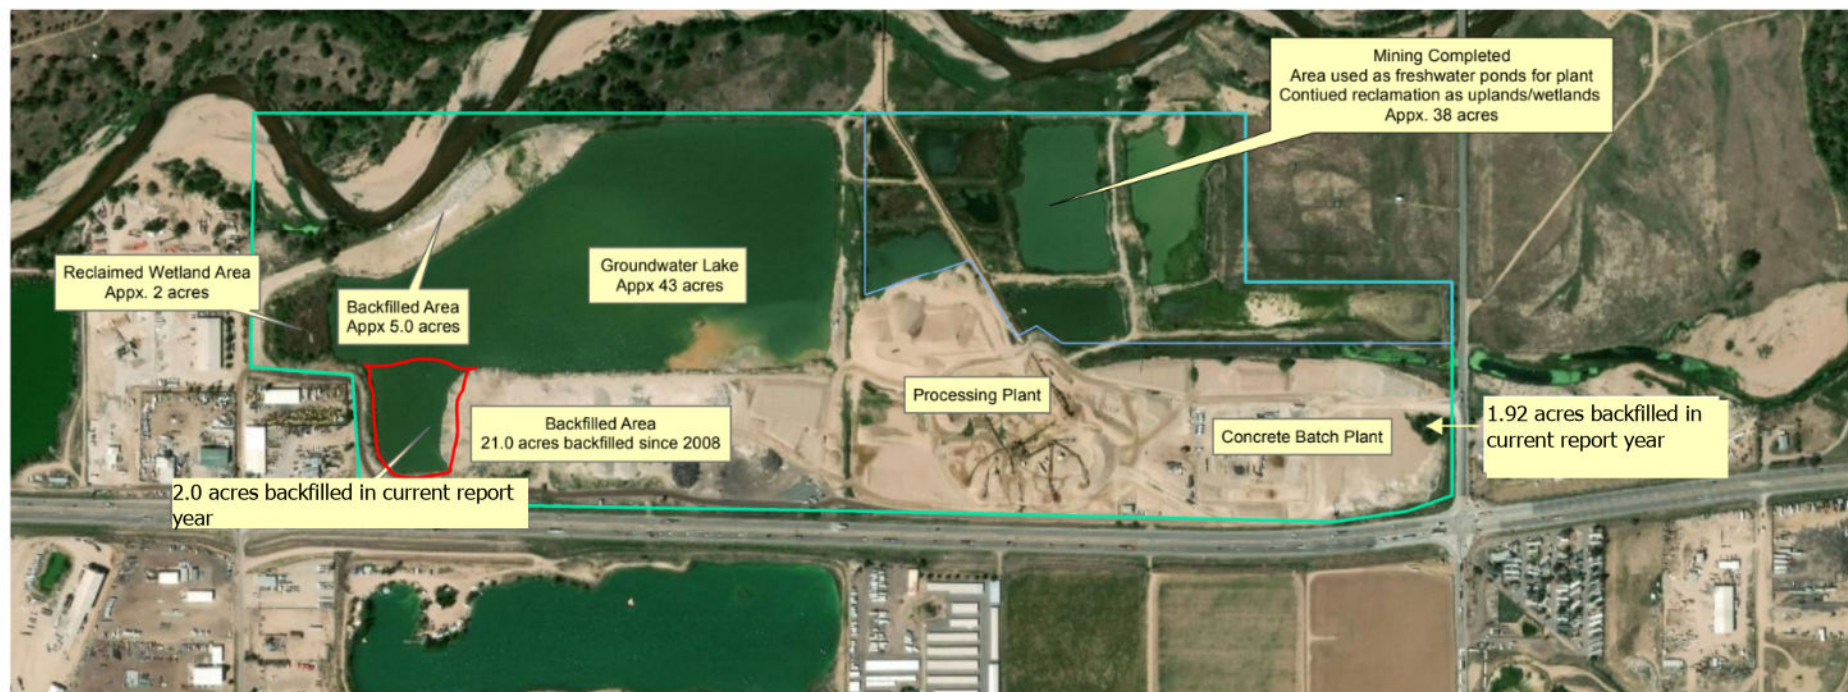 Mining Completed
Area used as freshwater ponds for plant
Contiued reclamation as uplands/wetlands
Appx. 38 acres
Reclaimed Wetland Area
Appx. 2 acres
Groundwater Lake
Appx 43 acres
Backfilled Area
Appx 5.0 acres
Processing Plant
Backfilled Area
21.0 acres backfilled since 2008
Concrete Batch Plant
1.92 acres backfilled in
current report year
2.0 acres backfilled in current report
year